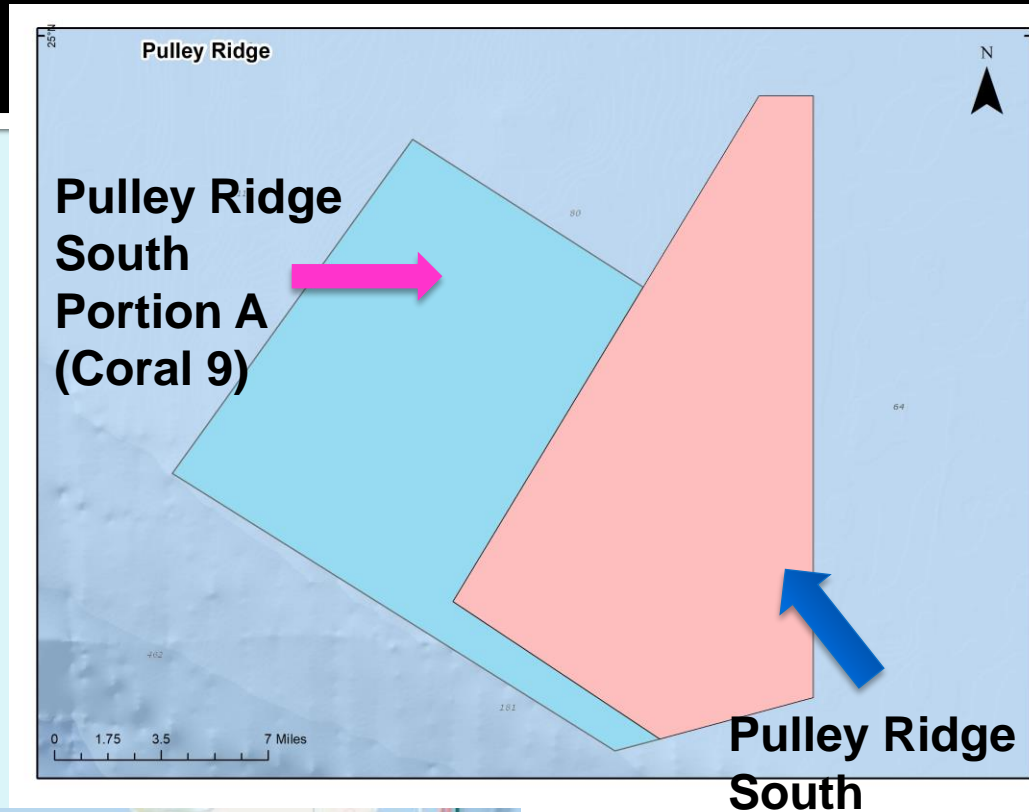 25°N
Pulley Ridge
N
Pulley Ridge
South
Portion A
(Coral 9)
80
64
462
181
0 1.75 3.5 7 Miles
Pulley Ridge
South